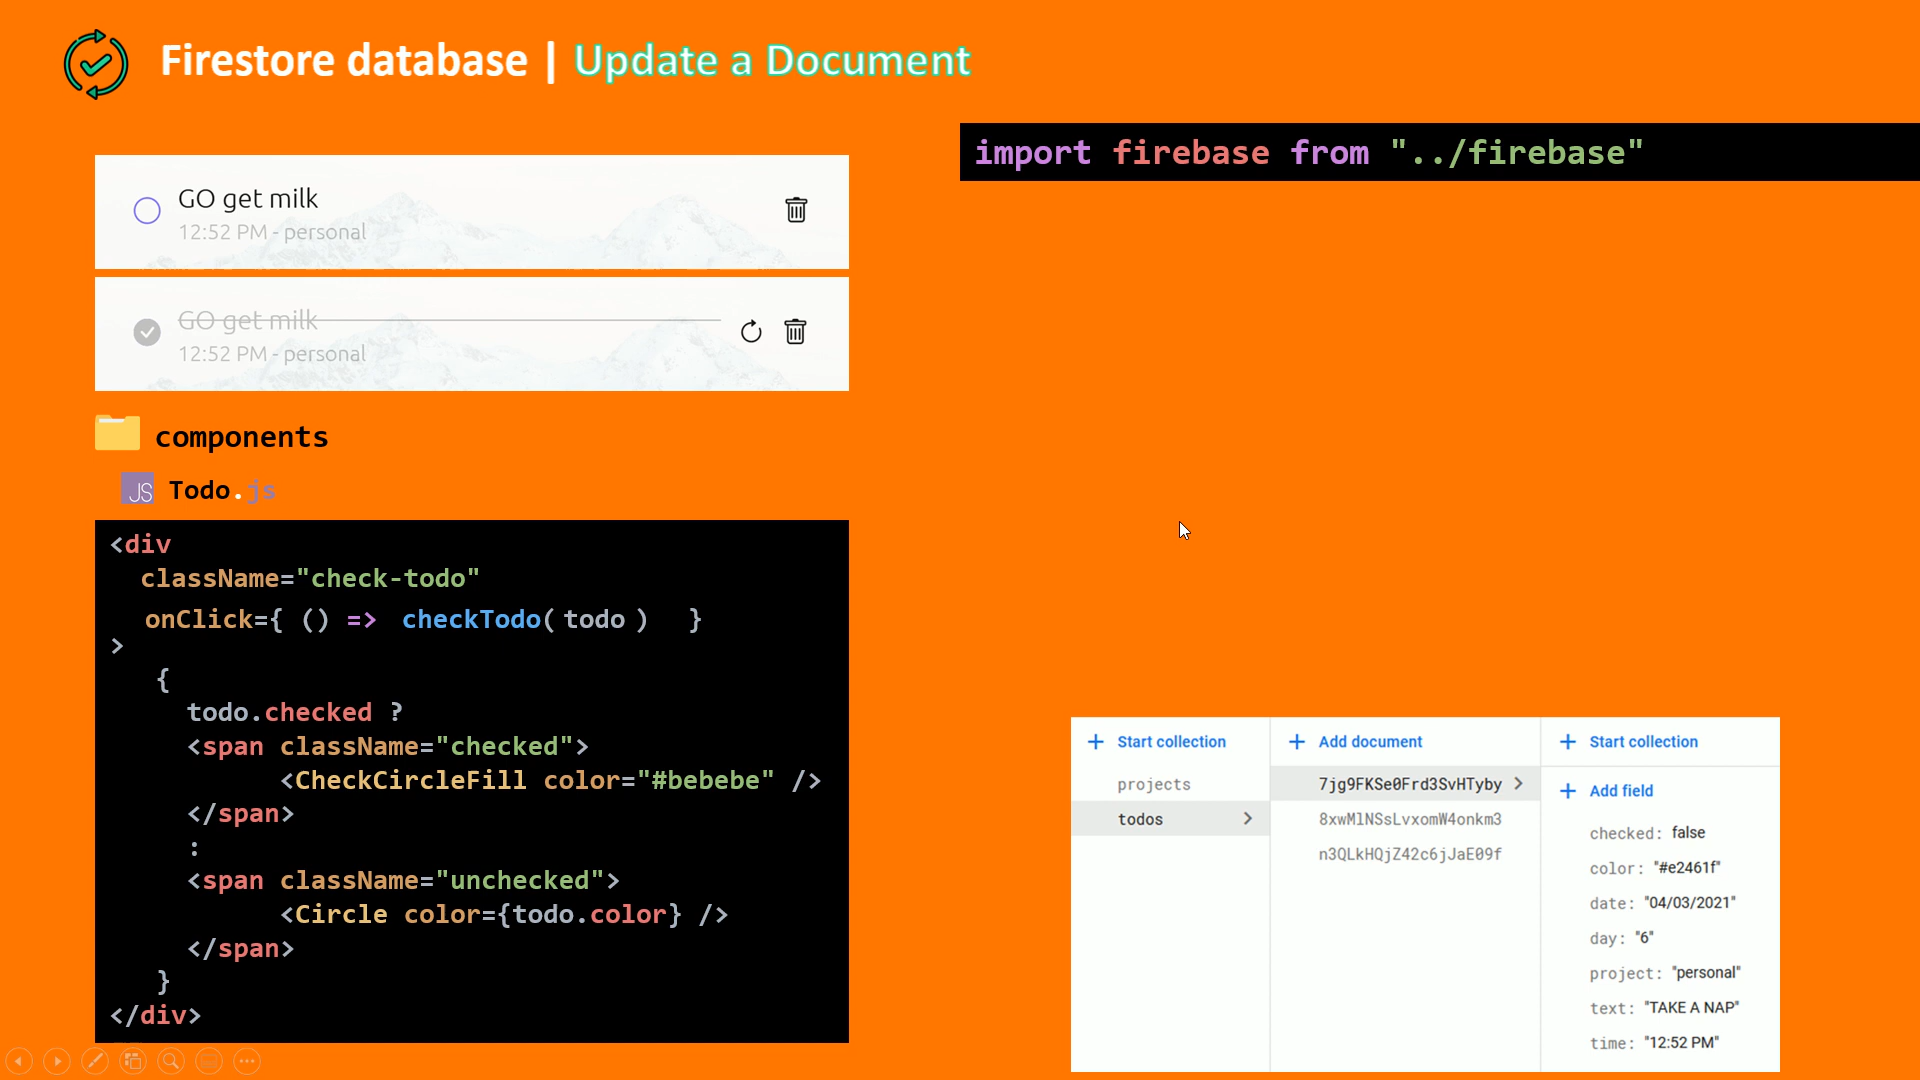 Firestore database | Update a Document
import firebase from "../firebase"
GO get milk
12:52 PM - personal
GO get milk
12:52 PM - personal
components
JS Todo.js
<div
className="check-todo"
onClick={ () => checkTodo( todo ) }
>
{
todo.checked ?
<span className="checked">
<CheckCircleFill color="#bebebe" />
</span>
:
<span className="unchecked">
<Circle color={todo.color} />
</span>
}
</div>
+ Start collection
projects
todos
+ Add document
7jg9FKSe0Frd3SvHTyby
8xwMlNSsLvxomW4onkm3
n3QLkHQjZ42c6jJaE09f
+ Start collection
+ Add field
checked: false
color: "#e2461f"
date: "04/03/2021"
day: "6"
project: "personal"
text: "TAKE A NAP"
time: "12:52 PM"